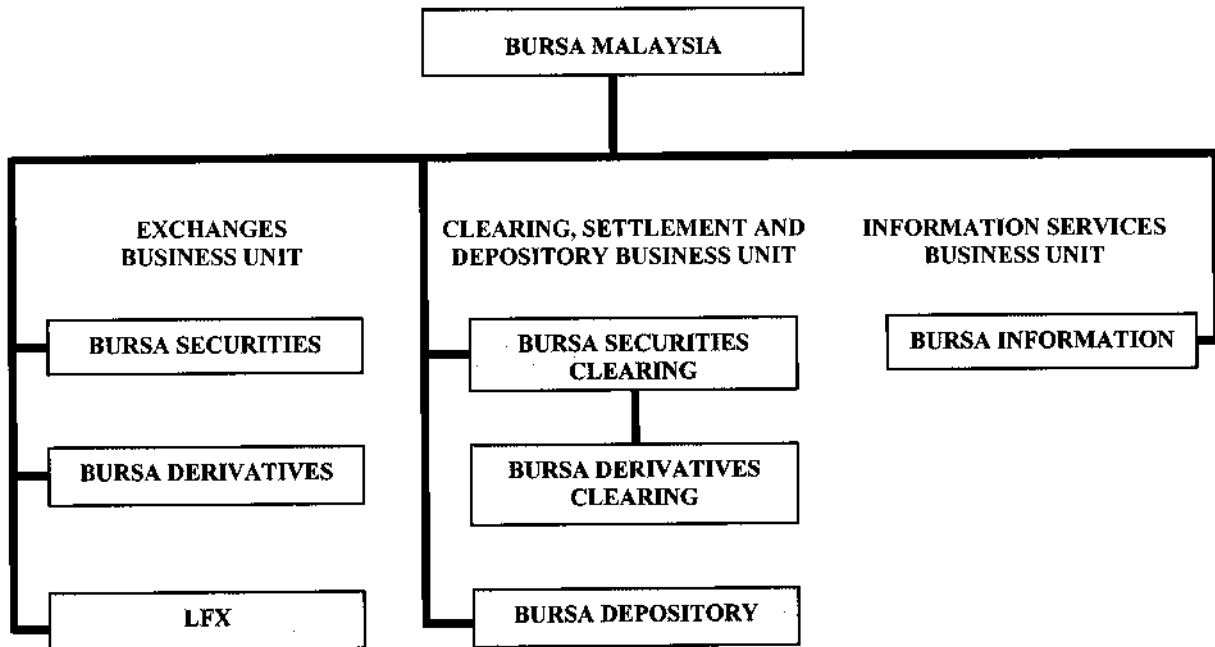 BURSA MALAYSIA
EXCHANGES
BUSINESS UNIT
BURSA SECURITIES
BURSA DERIVATIVES
LFX
CLEARING, SETTLEMENT AND
DEPOSITORY BUSINESS UNIT
BURSA SECURITIES
CLEARING
BURSA DERIVATIVES
CLEARING
BURSA DEPOSITORY
INFORMATION SERVICES
BUSINESS UNIT
BURSA INFORMATION